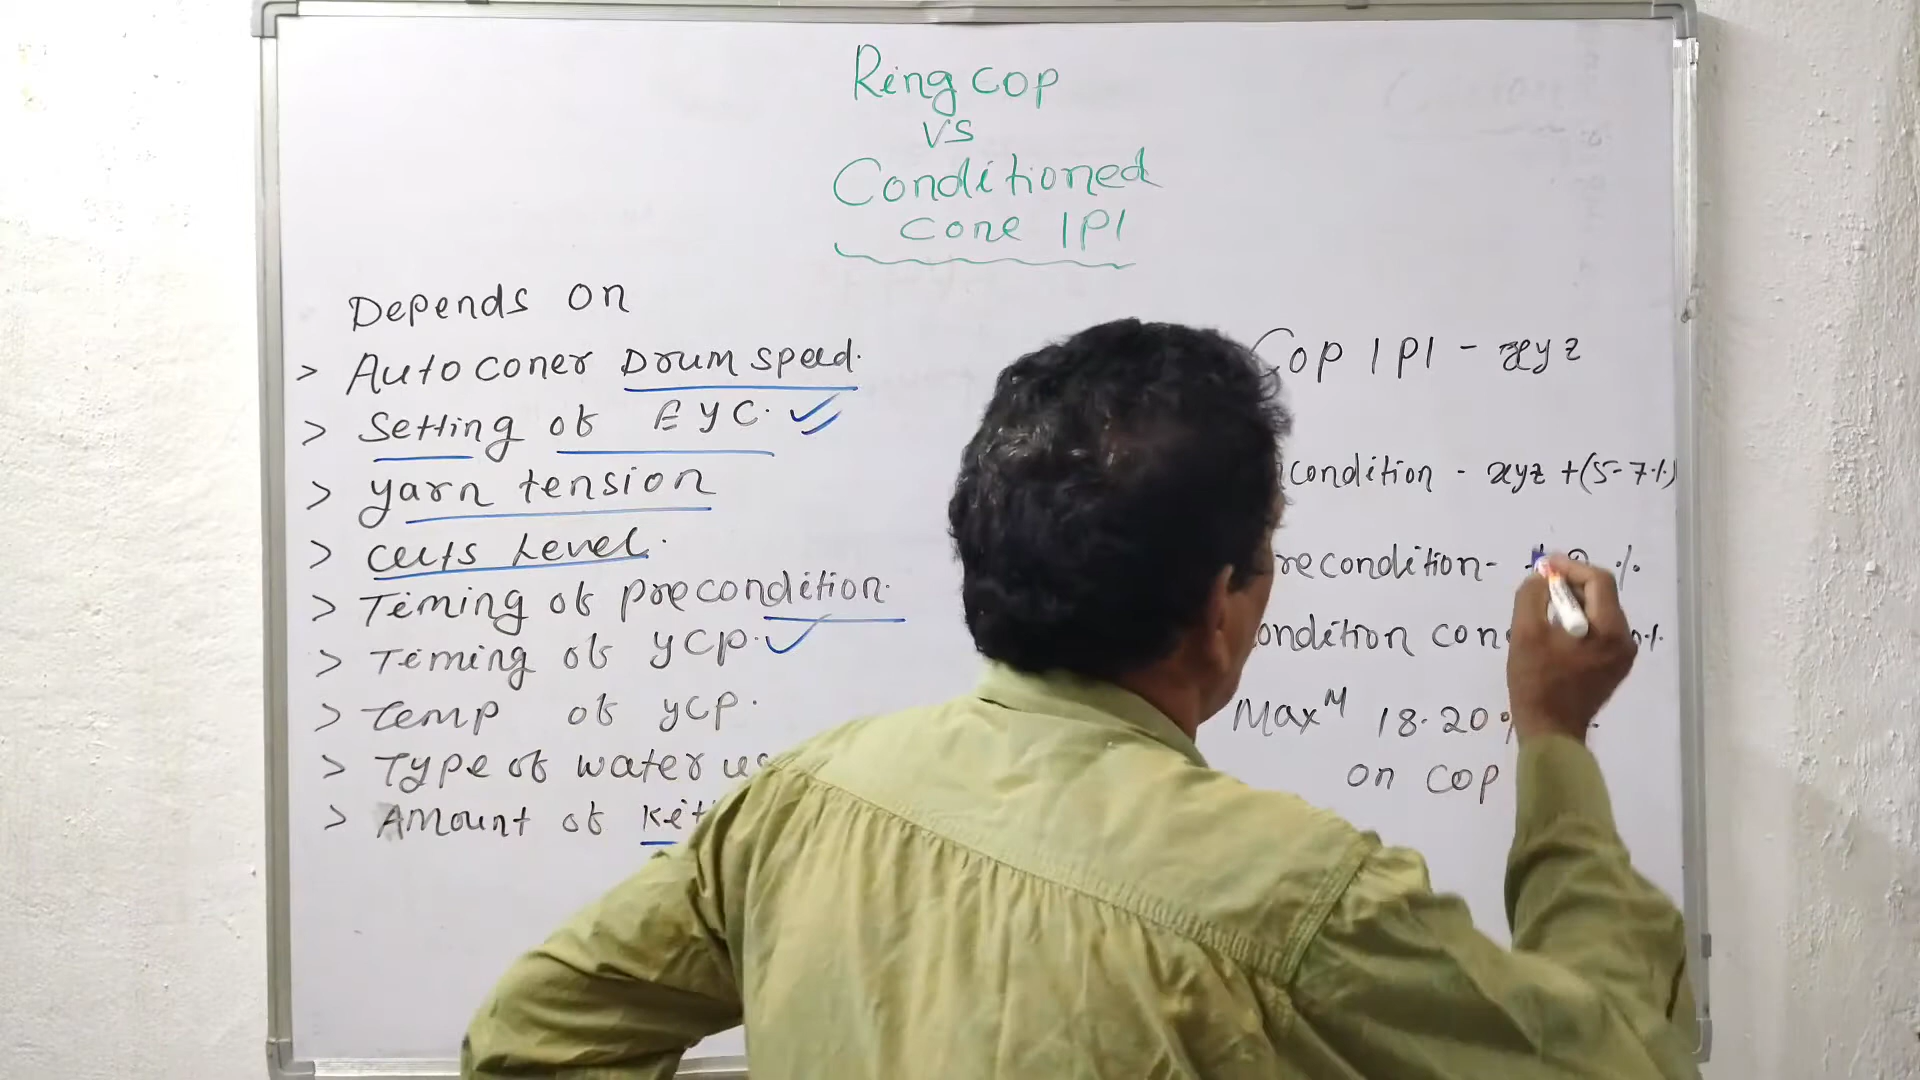 Ring cop
vs
Conditioned
cone IPI
Depends on
> Autoconer Drum speed.
> Setting of EYC.
> yarn tension
> cuts Level.
> Timing of precondition.
> Timing of YCP.
> Temp of YCP.
> Type of water
> Amount of
Cop IPI - xyz
condition - xyz + (5-7%)
recondition -
ondition
Max^M 18-20%
on cop